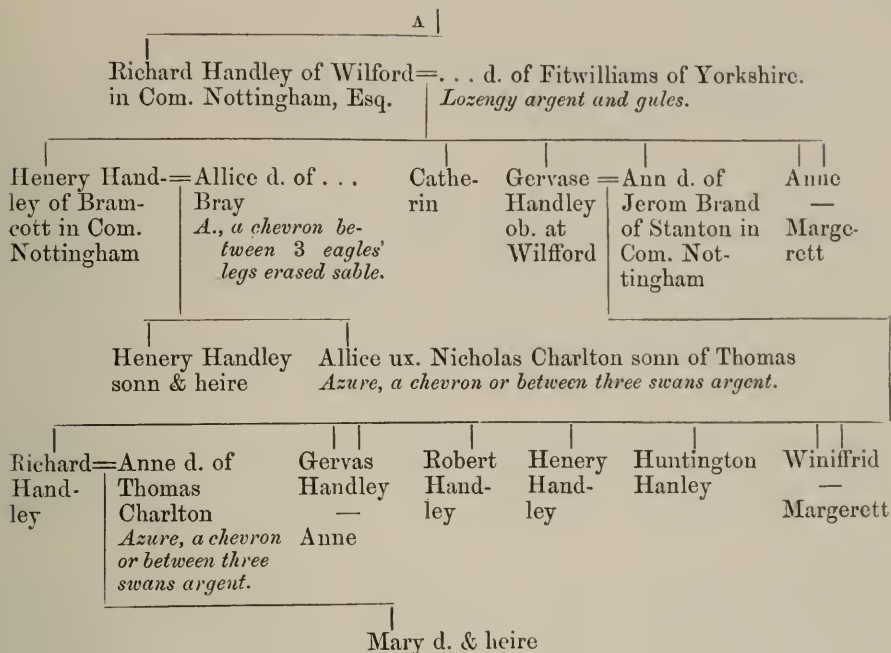 A
Richard Handley of Wilford=. . . d. of Fitwilliams of Yorkshire.
in Com. Nottingham, Esq.
Lozengy argent and gules.
Henery Hand-
ley of Bram-
cott in Com.
Nottingham
=Allice d. of . . .
Bray
A., a chevron be-
tween 3 eagles'
legs erased sable.
Cathe-
rin
Gervase
Handley
ob. at
Wilfford
=Ann d. of
Jerom Brand
of Stanton in
Com. Not-
tingham
Anne
—
Marge-
rett
Henery Handley
sonn & heire
Allice ux. Nicholas Charlton sonn of Thomas
Azure, a chevron or between three swans argent.
Richard
Hand-
ley
=Anne d. of
Thomas
Charlton
Azure, a chevron
or between three
swans argent.
Gervas
Handley
—
Anne
Robert
Hand-
ley
Henery
Hand-
ley
Huntington
Hanley
Winiffrid
—
Margerett
Mary d. & heire